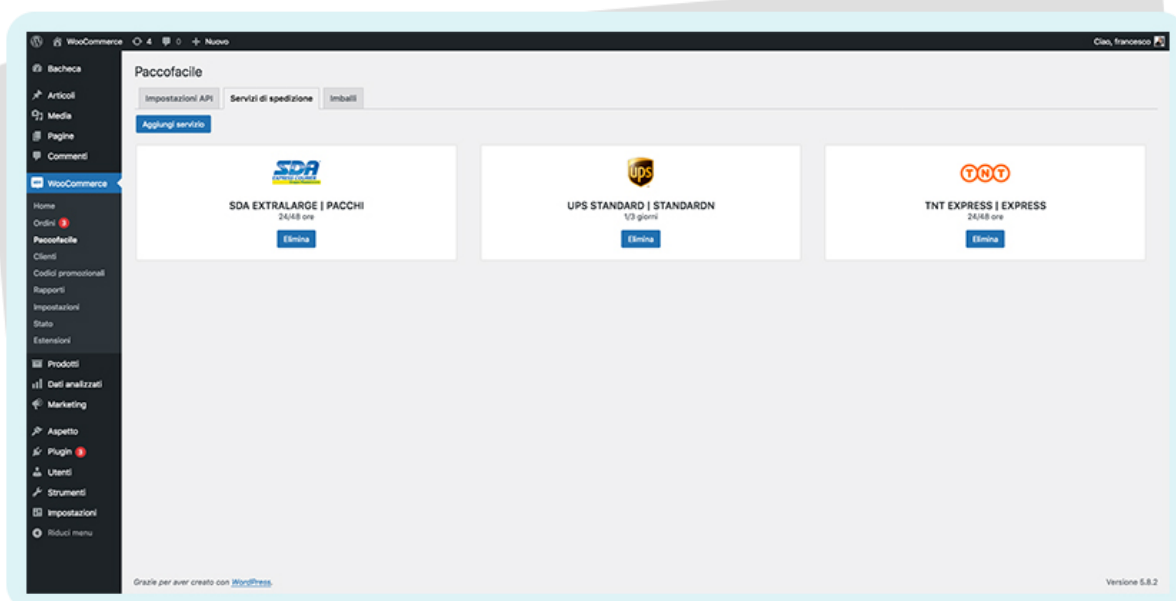 WooCommerce 4 0 + Nuovo Ciao, francesco
Bacheca
Articoli
Media
Pagine
Commenti
WooCommerce
Home
Ordini 3
Paccofacile
Clienti
Codici promozionali
Rapporti
Impostazioni
Stato
Estensioni
Prodotti
Dati analizzati
Marketing
Aspetto
Plugin 3
Utenti
Strumenti
Impostazioni
Riduci menu
Paccofacile
Impostazioni API Servizi di spedizione Imballi
Aggiungi servizio
SDA
EXPRESS COURIER
SDA EXTRALARGE | PACCHI
24/48 ore
Elimina
ups
UPS STANDARD | STANDARDN
1/3 giorni
Elimina
TNT
TNT EXPRESS | EXPRESS
24/48 ore
Elimina
Grazie per aver creato con WordPress. Versione 5.8.2